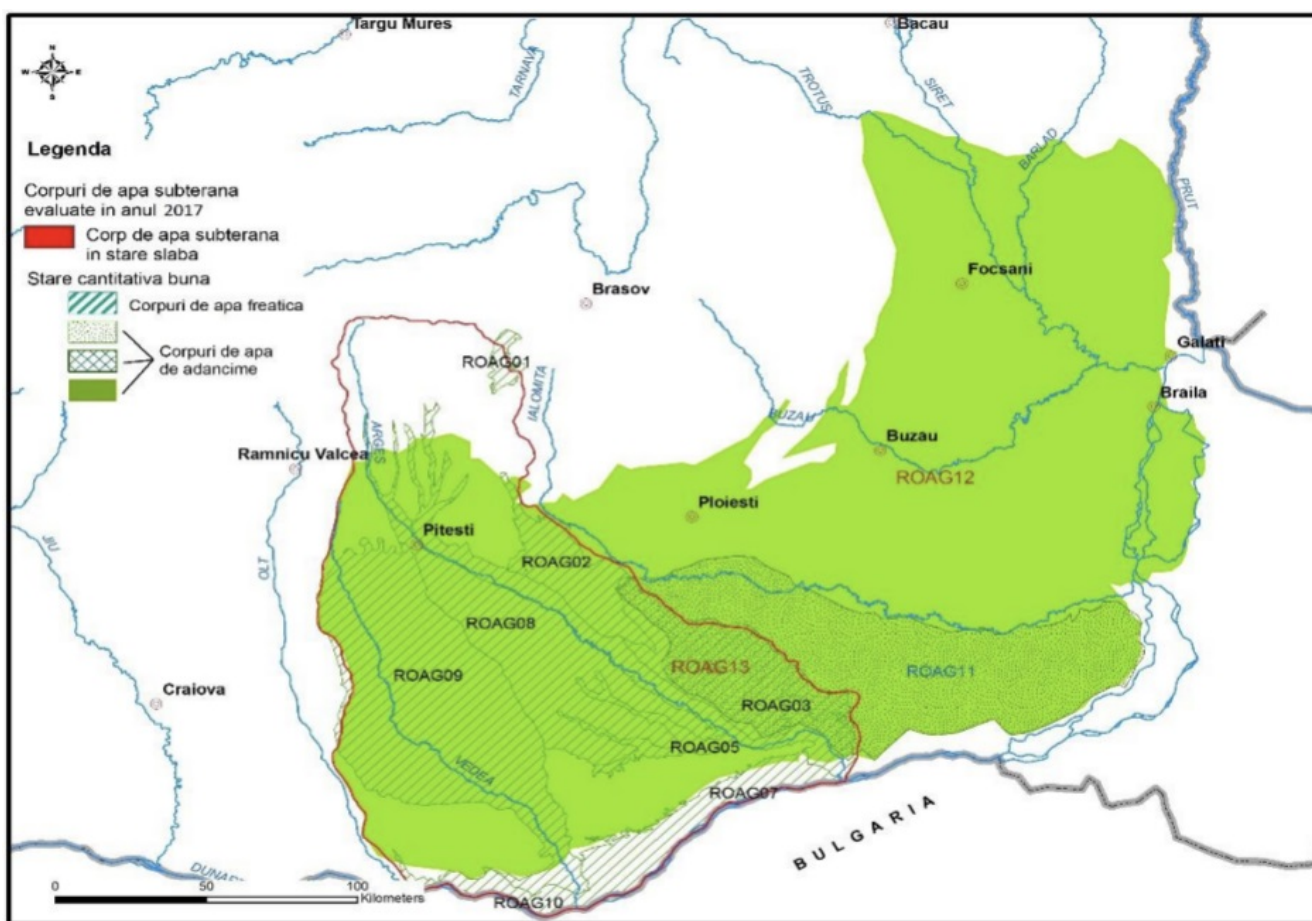 Targu Mures
Bacau
N
W E
S
TARNAVA
TROTUS
SIRET
BARLAD
PRUT
Legenda
Corpuri de apa subterana
evaluate in anul 2017
Corp de apa subterana
in stare slaba
Stare cantitativa buna
Corpuri de apa freatica
Corpuri de apa
de adancime
Brasov
Focsani
Galati
Braila
ROAG01
IALOMITA
ARGES
BUZAU
Buzau
ROAG12
Ramnicu Valcea
Ploiesti
Pitesti
JIU
OLT
ROAG02
ROAG08
ROAG13
ROAG11
ROAG09
Craiova
ROAG03
ROAG05
VEDEA
ROAG07
BULGARIA
ROAG10
0 50 100
Kilometers